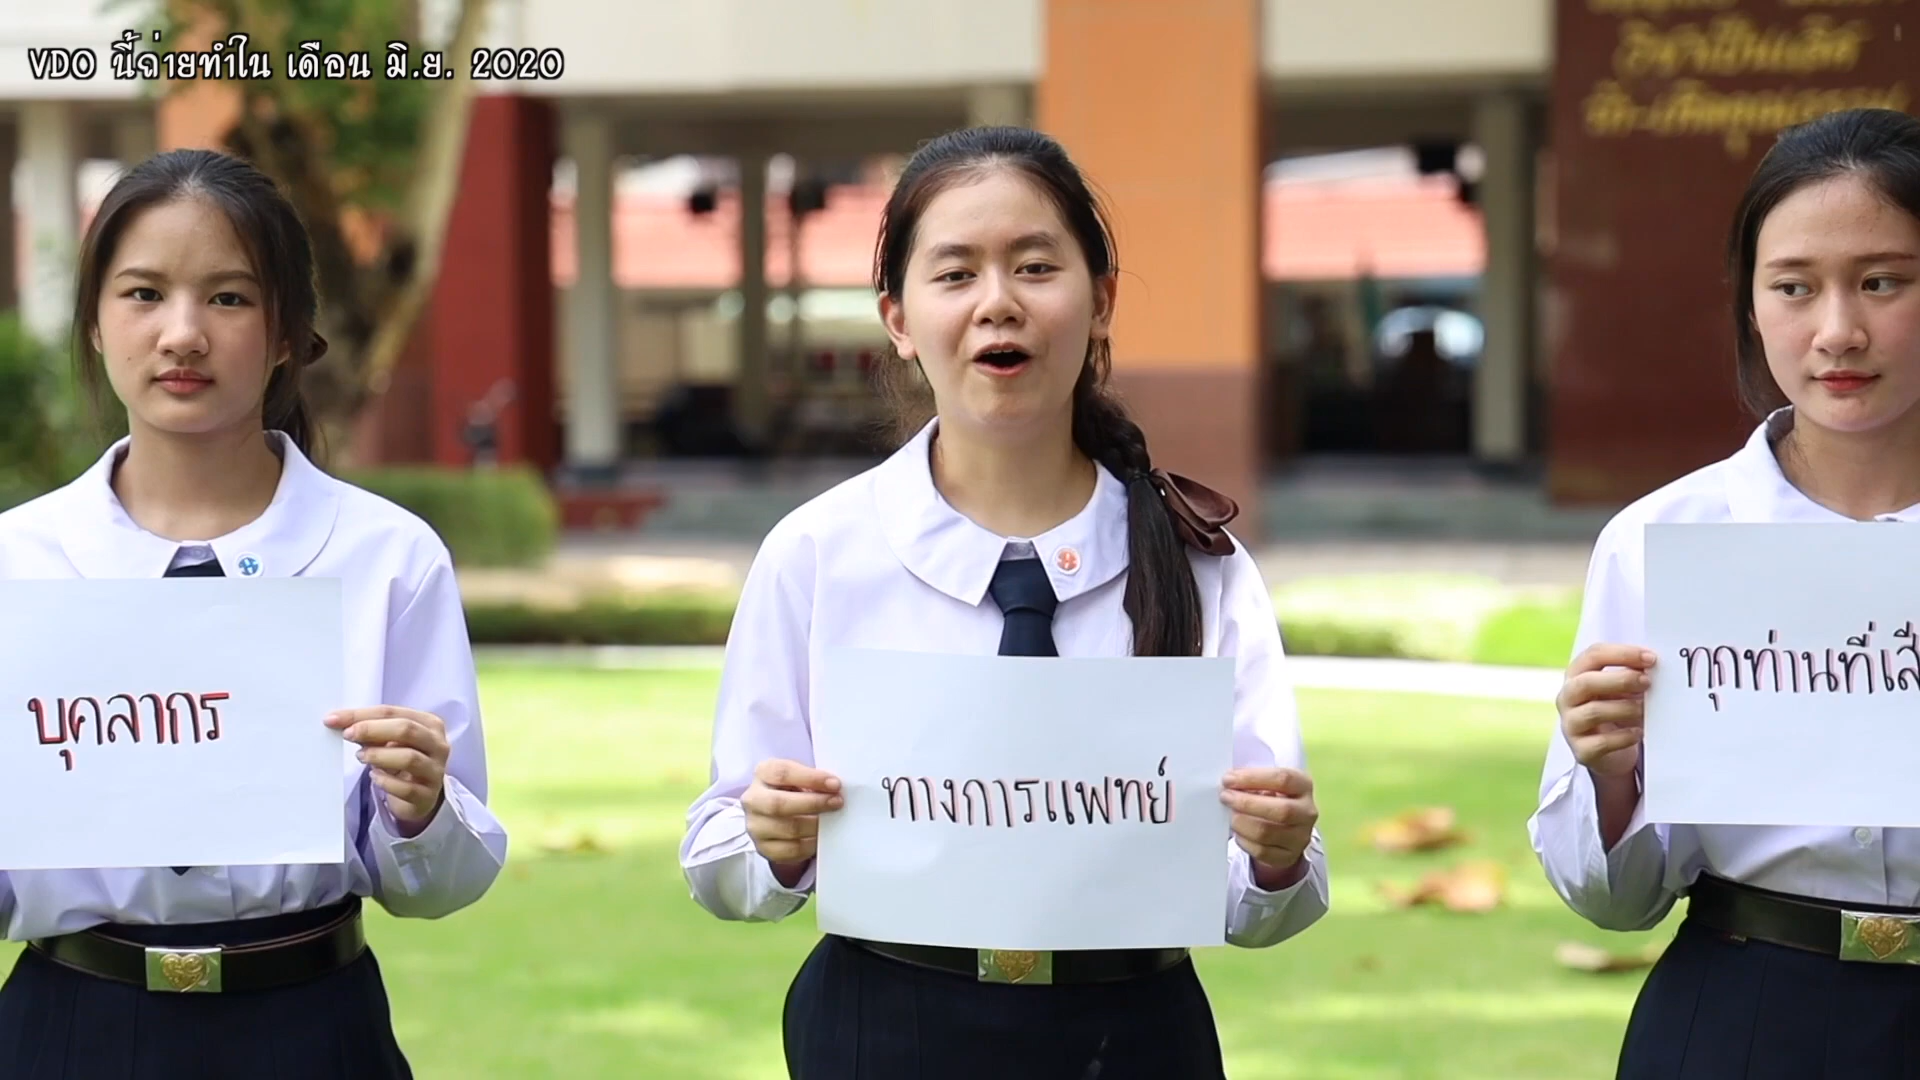 VDO นี้ถ่ายทำใน เดือน มิ.ย. 2020
บุคลากร
ทางการแพทย์
ทุกท่านที่เสี